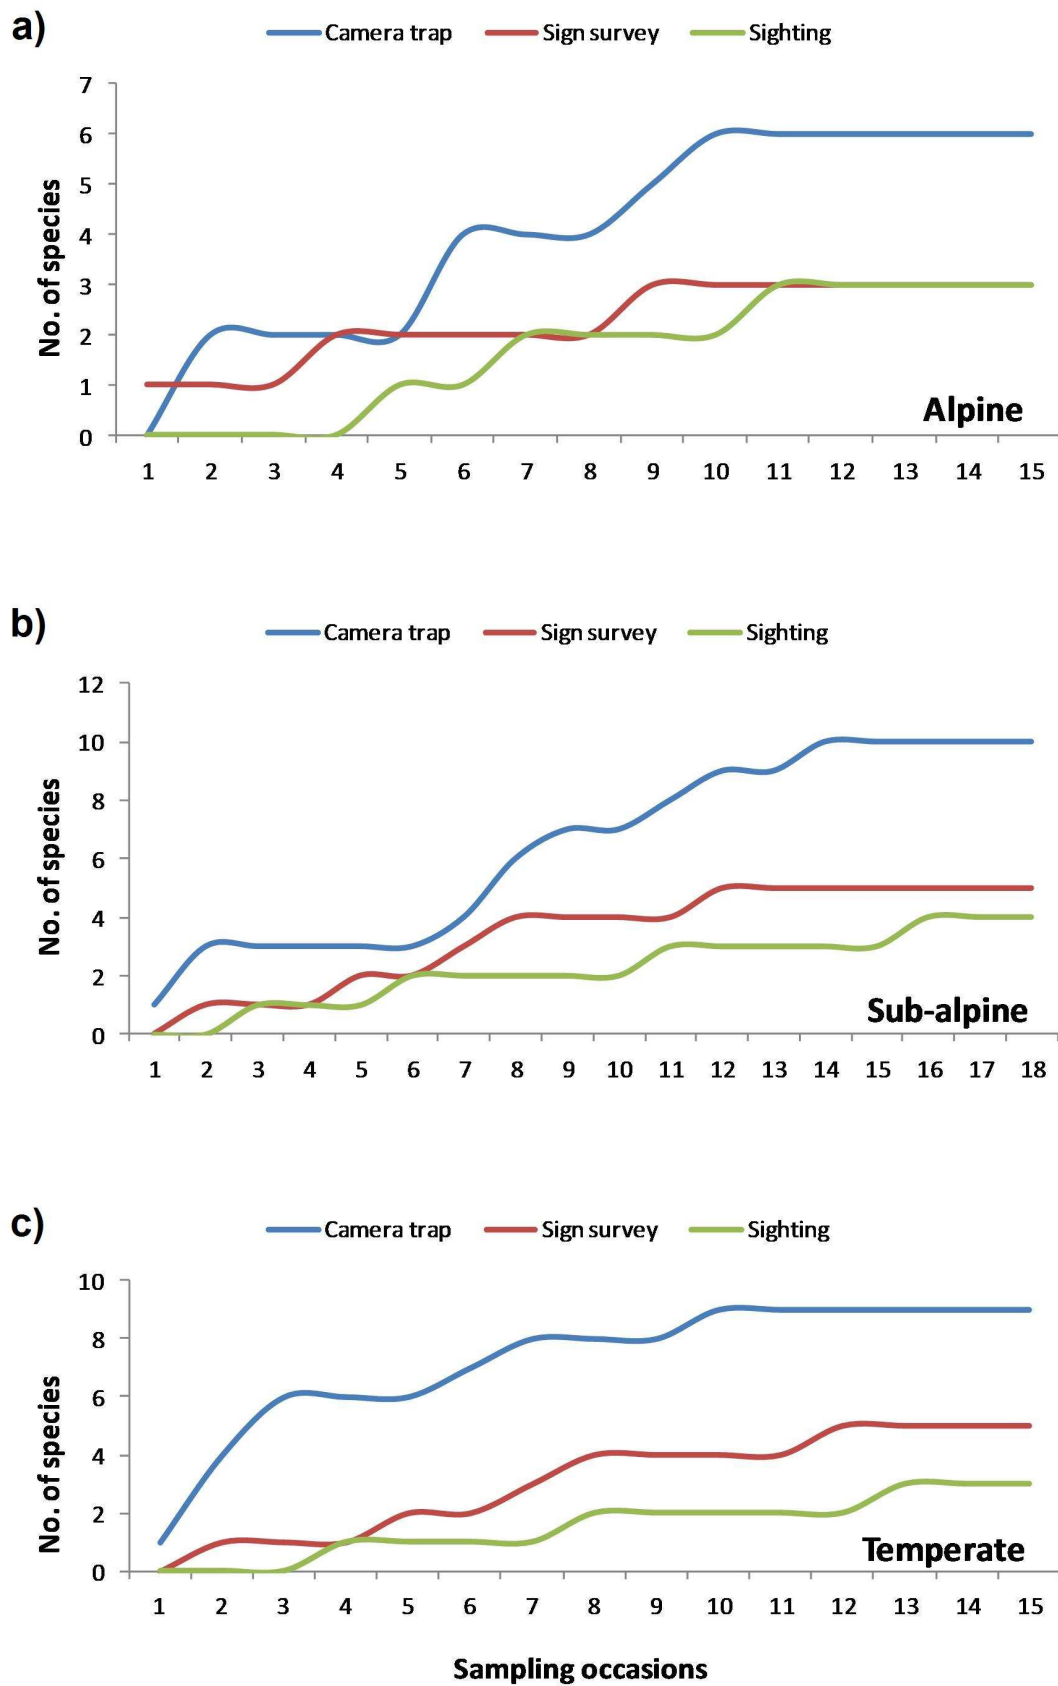 a)
Camera trap Sign survey Sighting
7
6
5
4
3
2
1
0
No. of species
Alpine
1 2 3 4 5 6 7 8 9 10 11 12 13 14 15
b)
Camera trap Sign survey Sighting
12
10
8
6
4
2
0
No. of species
Sub-alpine
1 2 3 4 5 6 7 8 9 10 11 12 13 14 15 16 17 18
c)
Camera trap Sign survey Sighting
10
8
6
4
2
0
No. of species
Temperate
1 2 3 4 5 6 7 8 9 10 11 12 13 14 15
Sampling occasions